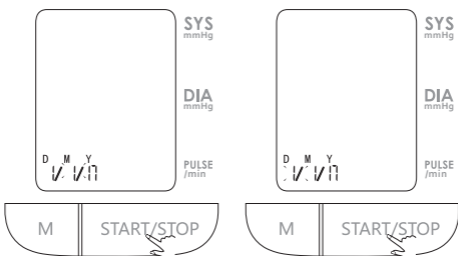 SYS
mmHg
DIA
mmHg
D M Y
PULSE
/min
M
START/STOP
SYS
mmHg
DIA
mmHg
D M Y
PULSE
/min
M
START/STOP